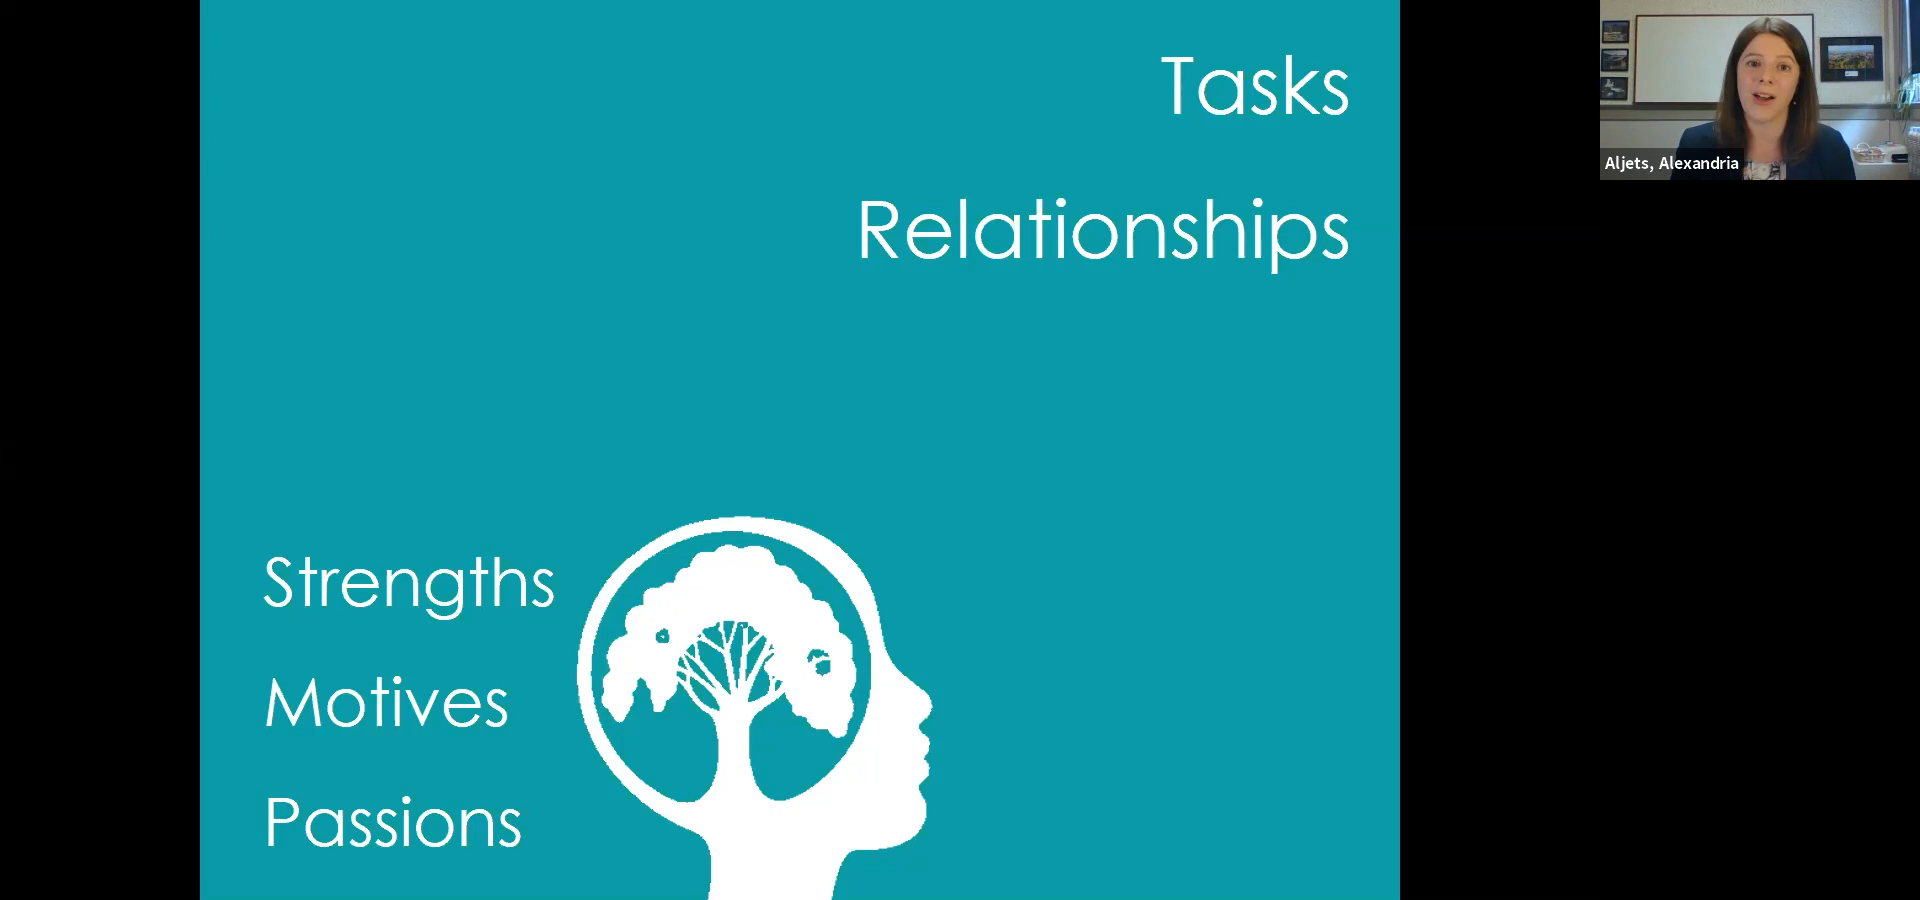 Tasks
Relationships
Strengths
Motives
Passions
Aljets, Alexandria